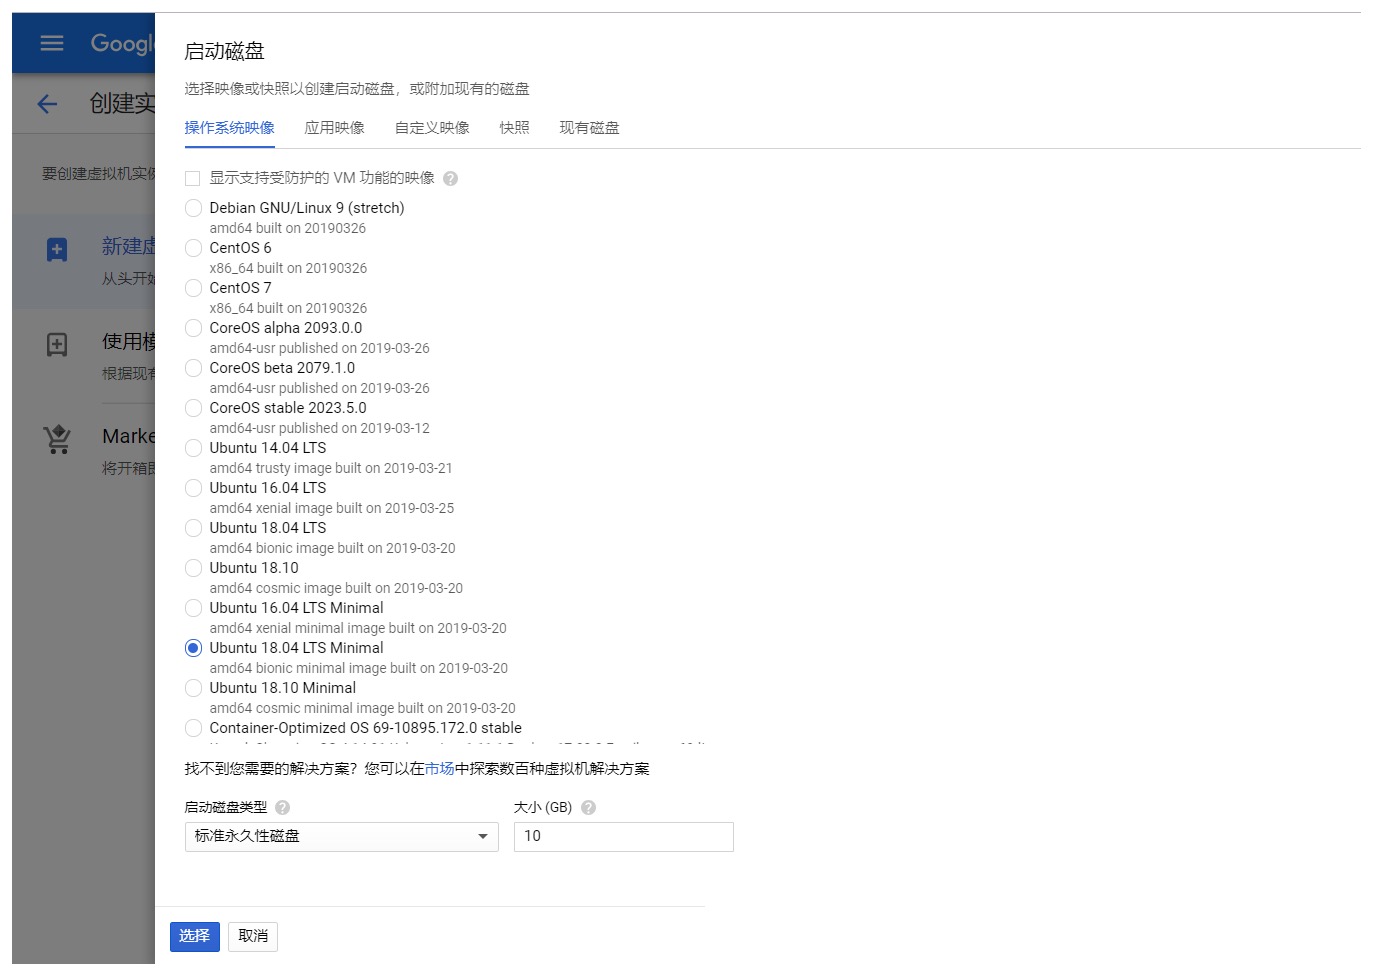 Googl
创建实
要创建虚拟机实例
新建虚
从头开始
使用模
根据现有
Marke
将开箱即
启动磁盘
选择映像或快照以创建启动磁盘，或附加现有的磁盘
操作系统映像 应用映像 自定义映像 快照 现有磁盘
显示支持受防护的 VM 功能的映像
Debian GNU/Linux 9 (stretch)
amd64 built on 20190326
CentOS 6
x86_64 built on 20190326
CentOS 7
x86_64 built on 20190326
CoreOS alpha 2093.0.0
amd64-usr published on 2019-03-26
CoreOS beta 2079.1.0
amd64-usr published on 2019-03-26
CoreOS stable 2023.5.0
amd64-usr published on 2019-03-12
Ubuntu 14.04 LTS
amd64 trusty image built on 2019-03-21
Ubuntu 16.04 LTS
amd64 xenial image built on 2019-03-25
Ubuntu 18.04 LTS
amd64 bionic image built on 2019-03-20
Ubuntu 18.10
amd64 cosmic image built on 2019-03-20
Ubuntu 16.04 LTS Minimal
amd64 xenial minimal image built on 2019-03-20
Ubuntu 18.04 LTS Minimal
amd64 bionic minimal image built on 2019-03-20
Ubuntu 18.10 Minimal
amd64 cosmic minimal image built on 2019-03-20
Container-Optimized OS 69-10895.172.0 stable
找不到您需要的解决方案？您可以在市场中探索数百种虚拟机解决方案
启动磁盘类型 大小 (GB)
标准永久性磁盘 10
选择 取消